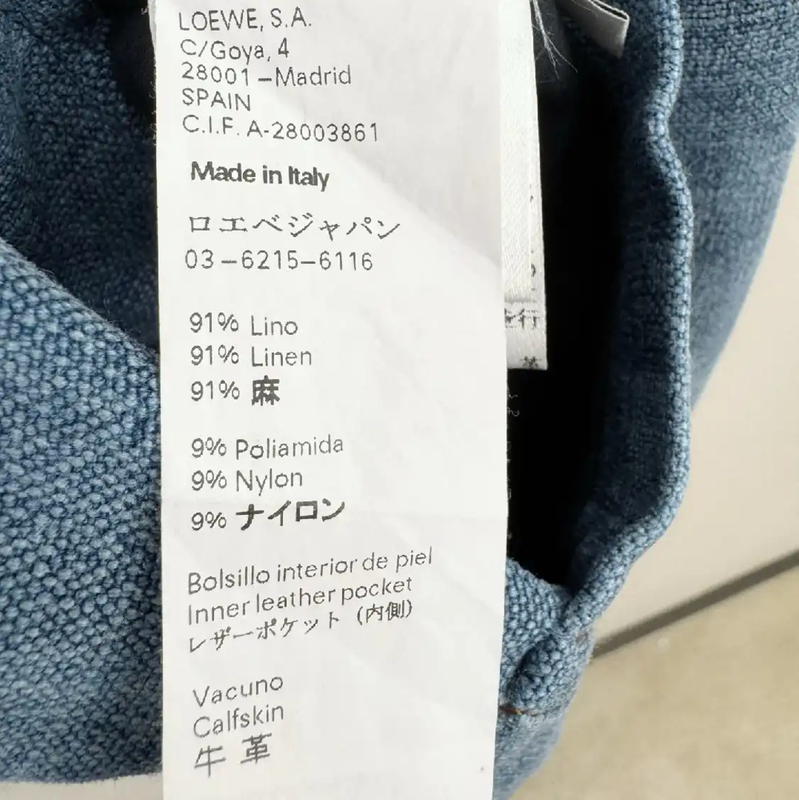 LOEWE, S.A.
C/Goya, 4
28001 – Madrid
SPAIN
C.I.F. A-28003861
Made in Italy
ロエベジャパン
03 – 6215 – 6116
91% Lino
91% Linen
91% 麻
9% Poliamida
9% Nylon
9% ナイロン
Bolsillo interior de piel
Inner leather pocket
レザーポケット (内側)
Vacuno
Calfskin
牛 革